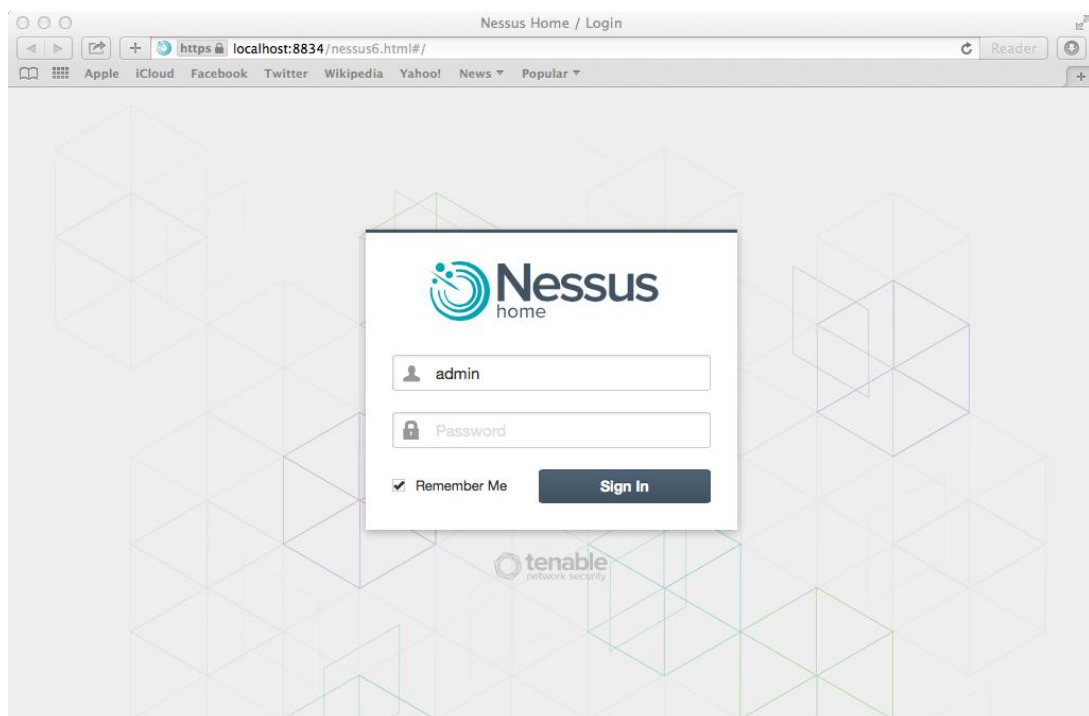 Nessus Home / Login
https localhost:8834/nessus6.html#/
Reader
Apple iCloud Facebook Twitter Wikipedia Yahoo! News Popular
Nessus
home
admin
Password
Remember Me
Sign In
tenable
network security